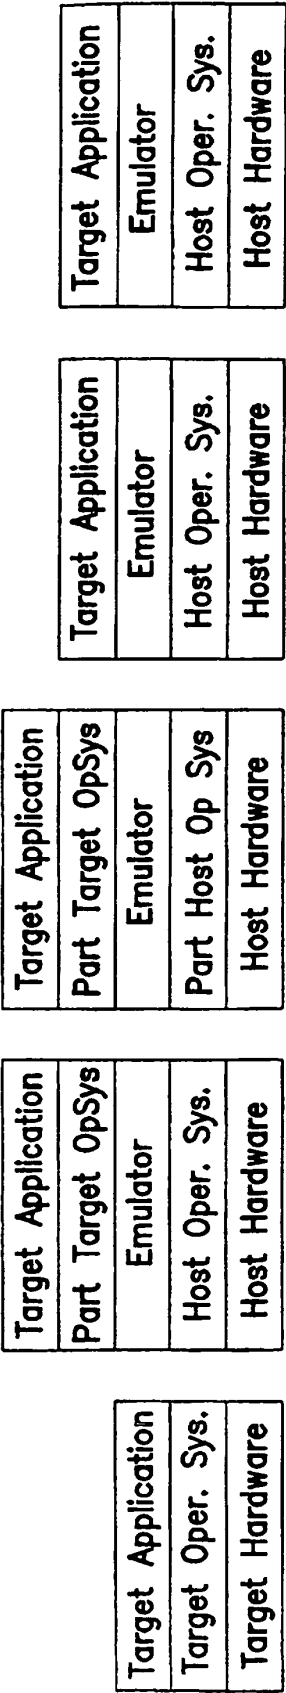 Target Application
Target Oper. Sys.
Target Hardware
Target Application
Part Target OpSys
Emulator
Host Oper. Sys.
Host Hardware
Target Application
Part Target OpSys
Emulator
Part Host Op Sys
Host Hardware
Target Application
Emulator
Host Oper. Sys.
Host Hardware
Target Application
Emulator
Host Oper. Sys.
Host Hardware